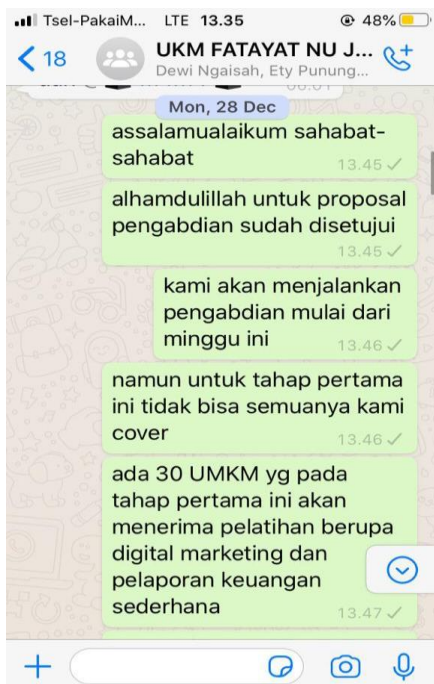 Tsel-PakaiM... LTE 13.35 48%
18 UKM FATAYAT NU J...
Dewi Ngaisah, Ety Punung...
Mon, 28 Dec
assalamualaikum sahabat-
sahabat
13.45
alhamdulillah untuk proposal
pengabdian sudah disetujui
13.45
kami akan menjalankan
pengabdian mulai dari
minggu ini
13.46
namun untuk tahap pertama
ini tidak bisa semuanya kami
cover
13.46
ada 30 UMKM yg pada
tahap pertama ini akan
menerima pelatihan berupa
digital marketing dan
pelaporan keuangan
sederhana
13.47